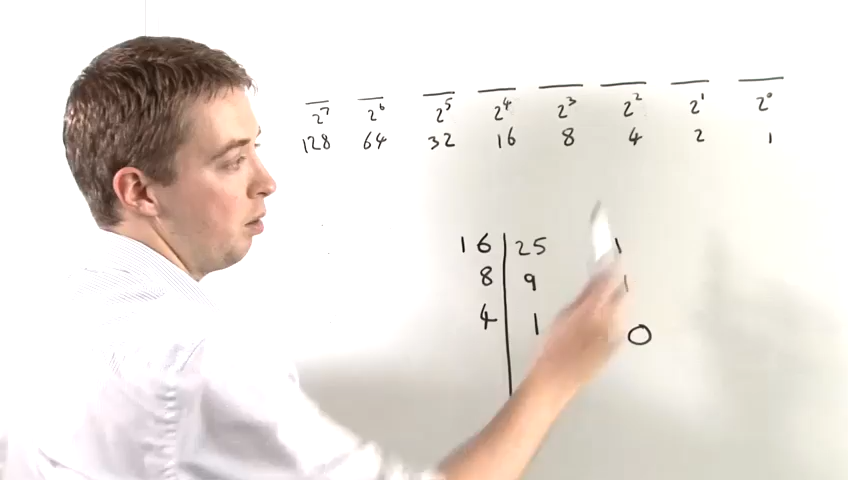 2⁷ 2⁶ 2⁵ 2⁴ 2³ 2² 2¹ 2⁰
128 64 32 16 8 4 2 1
16 25 1
8 9 1
4 1 0